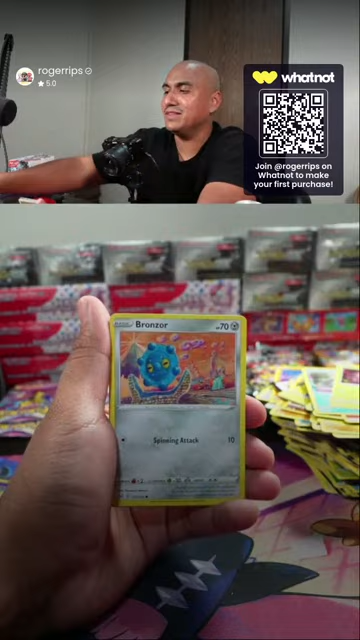 rogerrips
5.0
whatnot
Join @rogerrips on
Whatnot to make
your first purchase!
Bronzor
70
Spinning Attack
10